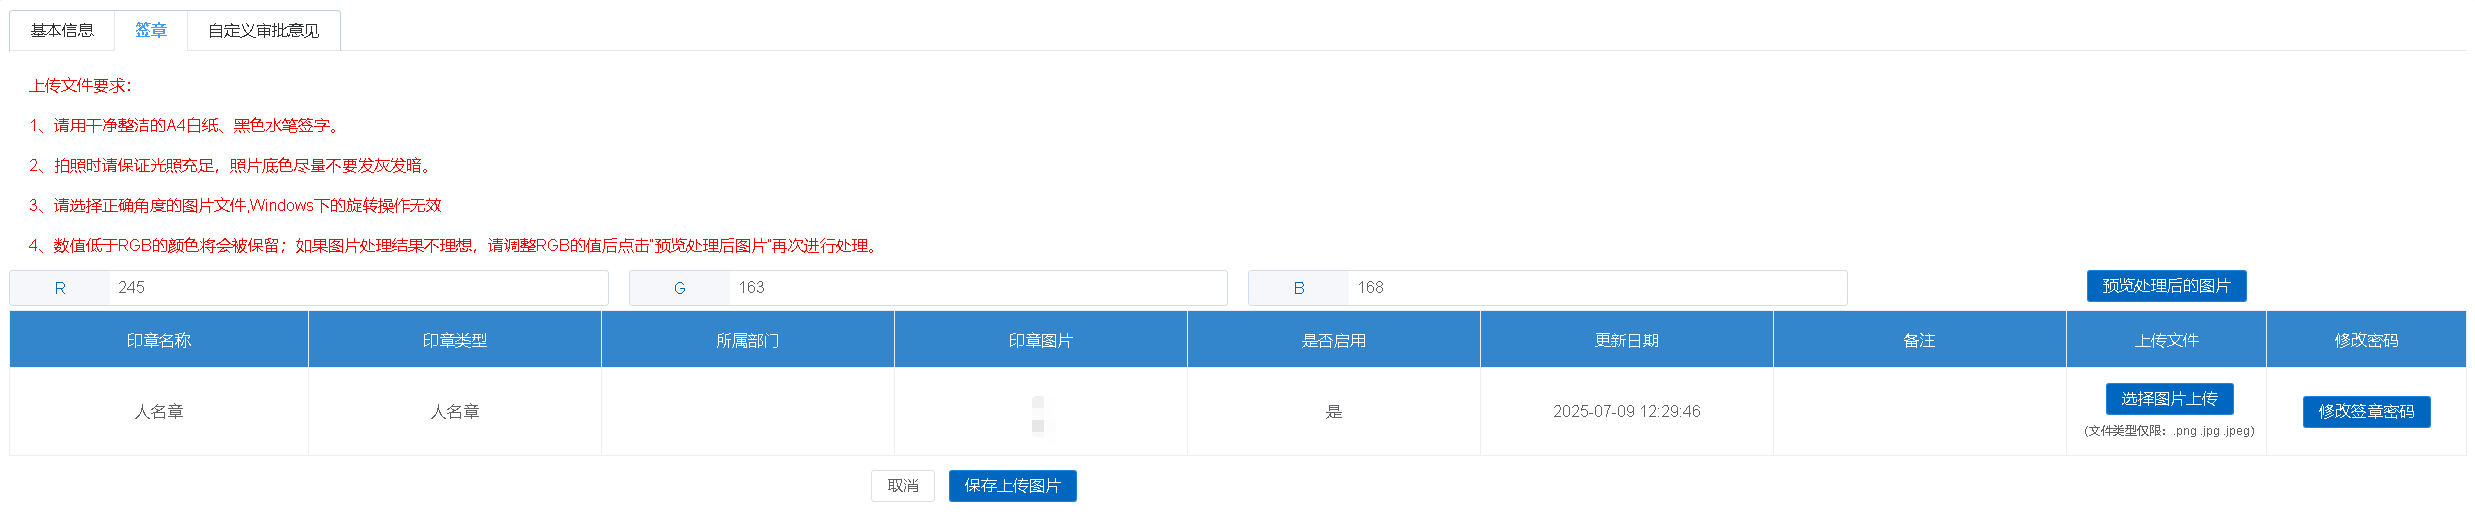 基本信息 签章 自定义审批意见
上传文件要求：
1、请用干净整洁的A4白纸、黑色水笔签字。
2、拍照时请保证光照充足，照片底色尽量不要发灰发暗。
3、请选择正确角度的图片文件,Windows下的旋转操作无效
4、数值低于RGB的颜色将会被保留；如果图片处理结果不理想，请调整RGB的值后点击"预览处理后图片"再次进行处理。
R 245 G 163 B 168 预览处理后的图片
印章名称 印章类型 所属部门 印章图片 是否启用 更新日期 备注 上传文件 修改密码
人名章 人名章 是 2025-07-09 12:29:46 选择图片上传 修改签章密码
(文件类型仅限：.png .jpg .jpeg)
取消 保存上传图片